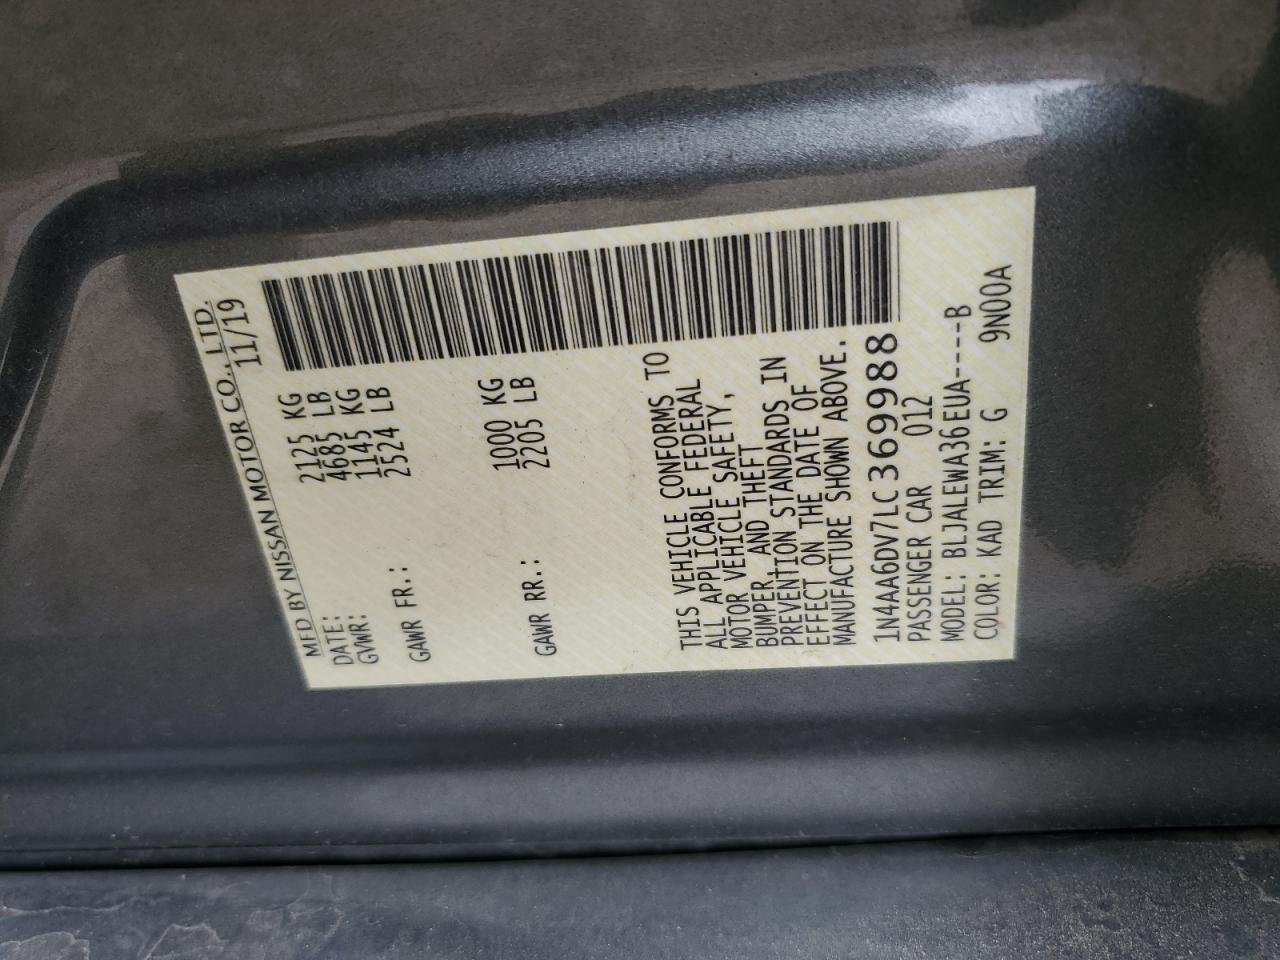 MFD BY NISSAN MOTOR CO., LTD.
DATE: 11/19
GVWR: 2125 KG
4685 LB
GAWR FR.: 1145 KG
2524 LB
GAWR RR.: 1000 KG
2205 LB
THIS VEHICLE CONFORMS TO
ALL APPLICABLE FEDERAL
MOTOR VEHICLE SAFETY,
BUMPER, AND THEFT
PREVENTION STANDARDS IN
EFFECT ON THE DATE OF
MANUFACTURE SHOWN ABOVE.
1N4AA6DV7LC369988
PASSENGER CAR 012
MODEL: BLJALEWA36EUA----B
COLOR: KAD TRIM: G 9N00A